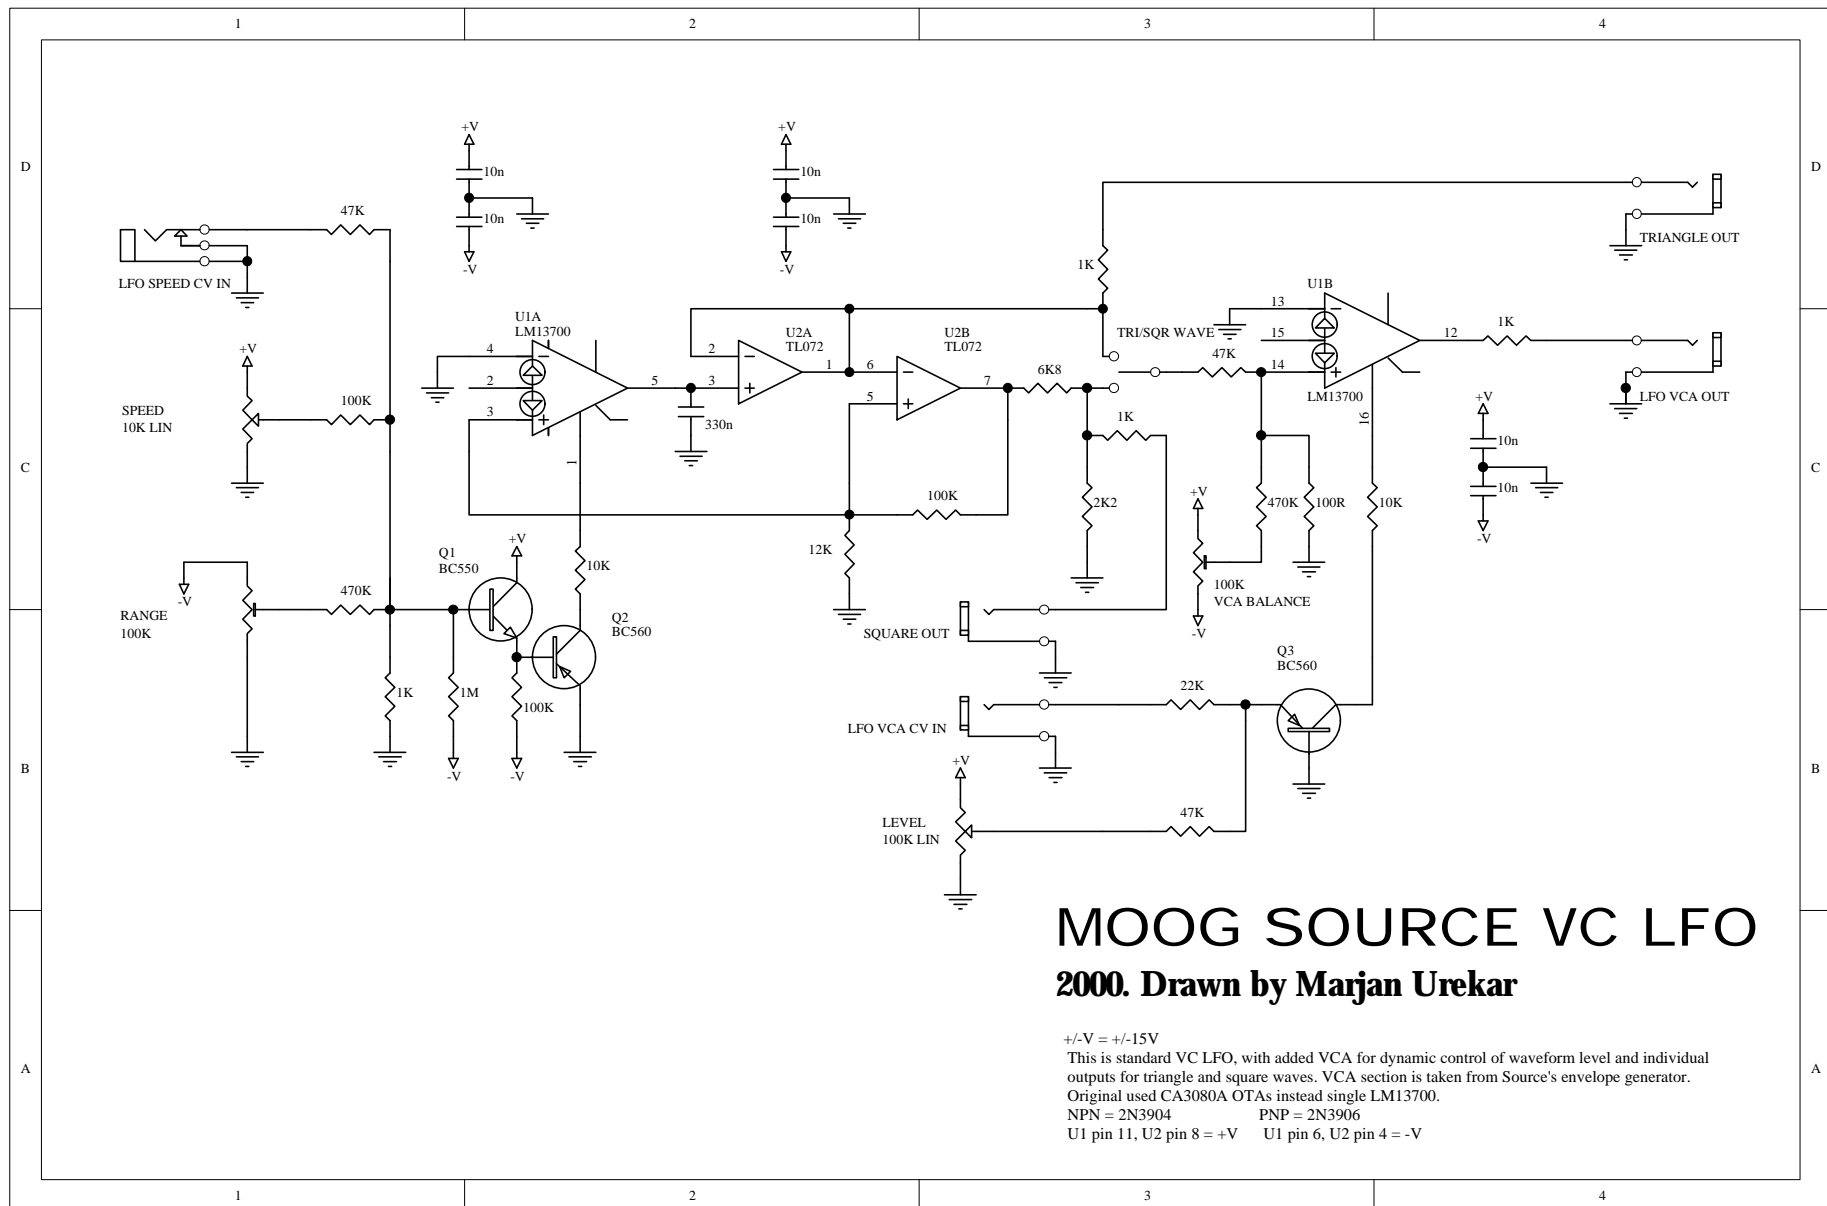 1 2 3 4
D D
+V +V
10n 10n
10n 10n
-V -V
47K
LFO SPEED CV IN
TRIANGLE OUT
1K
U1A
LM13700
4
2
3
5
1
330n
2
3
U2A
TL072
1
6
5
U2B
TL072
7
6K8
TRI/SQR WAVE
47K
U1B
13
15
14
LM13700
12
16
1K
LFO VCA OUT
+V
SPEED
10K LIN
100K
C C
1K
2K2
100K
12K
+V
470K
100R
10K
100K
VCA BALANCE
-V
+V
10n
10n
-V
-V
RANGE
100K
470K
Q1
BC550
+V
10K
Q2
BC560
1K
1M
100K
-V
-V
SQUARE OUT
LFO VCA CV IN
22K
Q3
BC560
B B
+V
LEVEL
100K LIN
47K
MOOG SOURCE VC LFO
2000. Drawn by Marjan Urekar
+/-V = +/-15V
This is standard VC LFO, with added VCA for dynamic control of waveform level and individual
outputs for triangle and square waves. VCA section is taken from Source's envelope generator.
Original used CA3080A OTAs instead single LM13700.
NPN = 2N3904 PNP = 2N3906
U1 pin 11, U2 pin 8 = +V U1 pin 6, U2 pin 4 = -V
A A
1 2 3 4